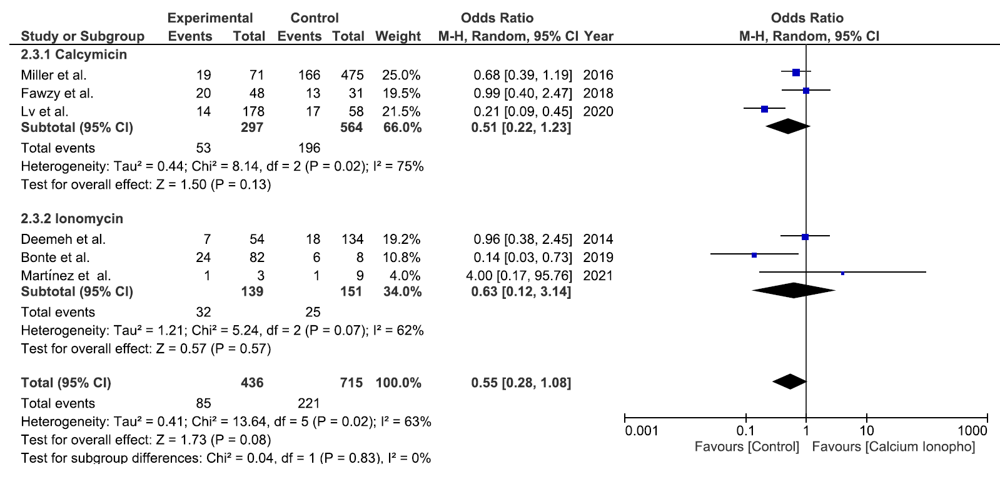 Experimental Control Odds Ratio Odds Ratio
Study or Subgroup Events Total Events Total Weight M-H, Random, 95% CI Year M-H, Random, 95% CI
2.3.1 Calcymicin
Miller et al. 19 71 166 475 25.0% 0.68 [0.39, 1.19] 2016
Fawzy et al. 20 48 13 31 19.5% 0.99 [0.40, 2.47] 2018
Lv et al. 14 178 17 58 21.5% 0.21 [0.09, 0.45] 2020
Subtotal (95% CI) 297 564 66.0% 0.51 [0.22, 1.23]
Total events 53 196
Heterogeneity: Tau² = 0.44; Chi² = 8.14, df = 2 (P = 0.02); I² = 75%
Test for overall effect: Z = 1.50 (P = 0.13)
2.3.2 Ionomycin
Deemeh et al. 7 54 18 134 19.2% 0.96 [0.38, 2.45] 2014
Bonte et al. 24 82 6 8 10.8% 0.14 [0.03, 0.73] 2019
Martínez et al. 1 3 1 9 4.0% 4.00 [0.17, 95.76] 2021
Subtotal (95% CI) 139 151 34.0% 0.63 [0.12, 3.14]
Total events 32 25
Heterogeneity: Tau² = 1.21; Chi² = 5.24, df = 2 (P = 0.07); I² = 62%
Test for overall effect: Z = 0.57 (P = 0.57)
Total (95% CI) 436 715 100.0% 0.55 [0.28, 1.08]
Total events 85 221
Heterogeneity: Tau² = 0.41; Chi² = 13.64, df = 5 (P = 0.02); I² = 63%
Test for overall effect: Z = 1.73 (P = 0.08)
Test for subgroup differences: Chi² = 0.04, df = 1 (P = 0.83), I² = 0%
0.001 0.1 1 10 1000
Favours [Control] Favours [Calcium Ionopho]